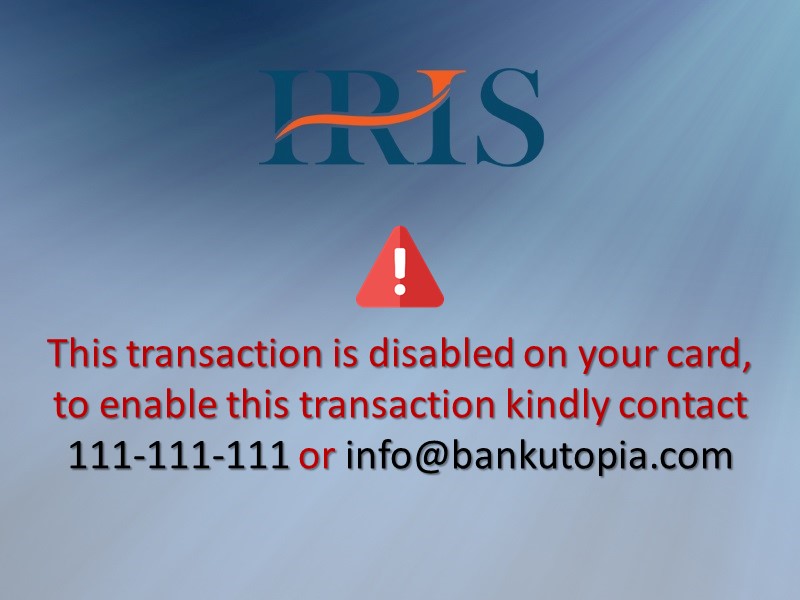 IRIS
This transaction is disabled on your card,
to enable this transaction kindly contact
111-111-111 or info@bankutopia.com